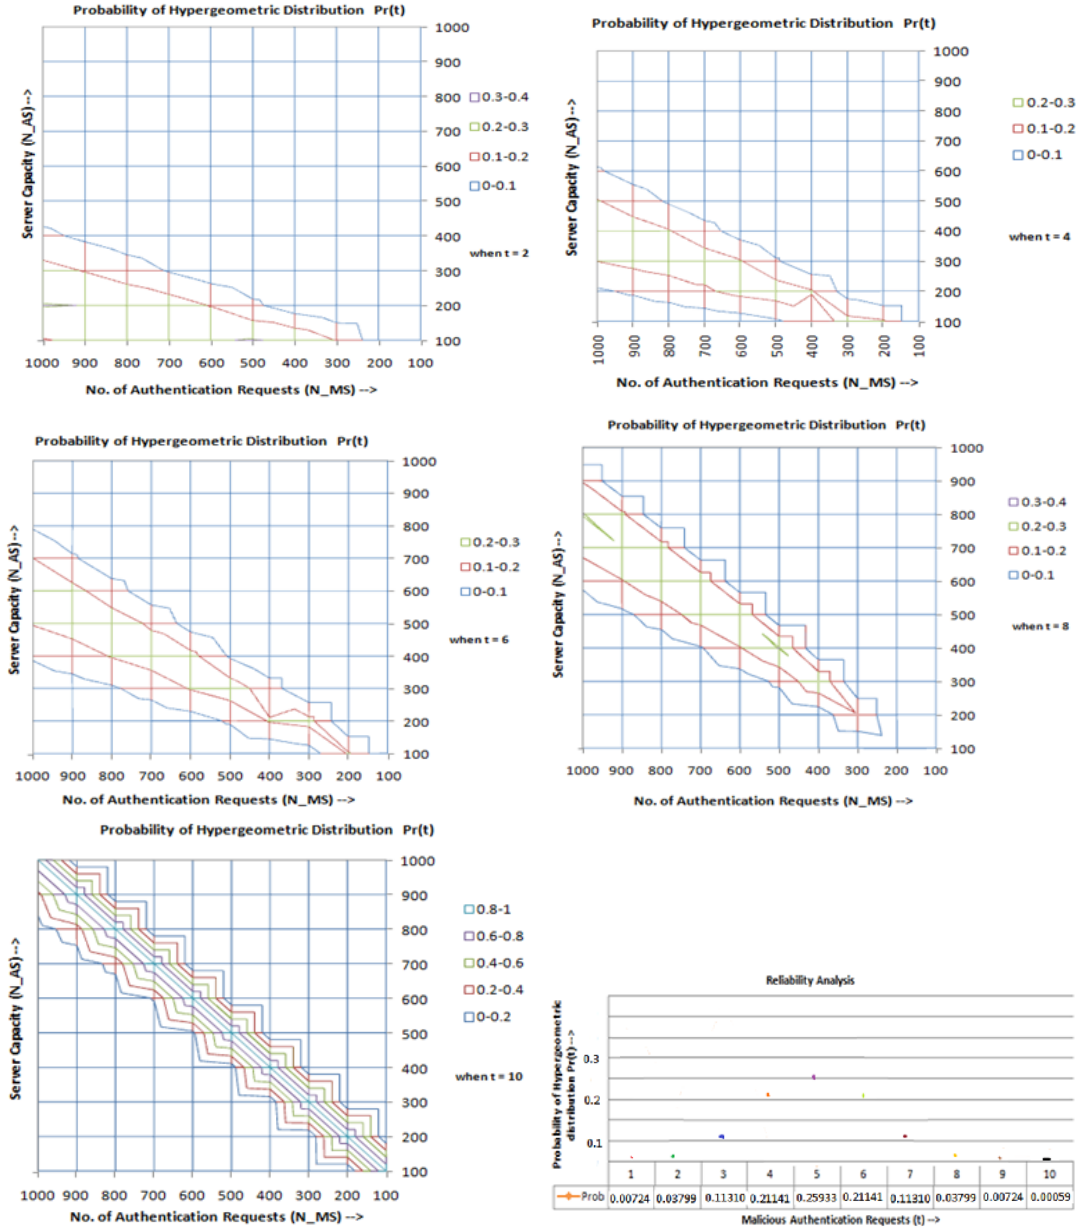 Probability of Hypergeometric Distribution Pr(t)
1000
900
800
700
600
500
400
300
200
100
Server Capacity (N_AS)-->
0.3-0.4
0.2-0.3
0.1-0.2
0-0.1
when t = 2
1000 900 800 700 600 500 400 300 200 100
No. of Authentication Requests (N_MS) -->
Probability of Hypergeometric Distribution Pr(t)
1000
900
800
700
600
500
400
300
200
100
Server Capacity (N_AS) -->
0.2-0.3
0.1-0.2
0-0.1
when t = 4
1000 900 800 700 600 500 400 300 200 100
No. of Authentication Requests (N_MS) -->
Probability of Hypergeometric Distribution Pr(t)
1000
900
800
700
600
500
400
300
200
100
Server Capacity (N_AS) -->
0.2-0.3
0.1-0.2
0-0.1
when t = 6
1000 900 800 700 600 500 400 300 200 100
No. of Authentication Requests (N_MS) -->
Probability of Hypergeometric Distribution Pr(t)
1000
900
800
700
600
500
400
300
200
100
Server Capacity (N_AS) -->
0.3-0.4
0.2-0.3
0.1-0.2
0-0.1
when t = 8
1000 900 800 700 600 500 400 300 200 100
No. of Authentication Requests (N_MS) -->
Probability of Hypergeometric Distribution Pr(t)
1000
900
800
700
600
500
400
300
200
100
Server Capacity (N_AS) -->
0.8-1
0.6-0.8
0.4-0.6
0.2-0.4
0-0.2
when t = 10
1000 900 800 700 600 500 400 300 200 100
No. of Authentication Requests (N_MS) -->
Reliability Analysis
Probability of Hypergeometric
distribution Pr(t) -->
0.3
0.2
0.1
1 2 3 4 5 6 7 8 9 10
Prob 0.00724 0.03799 0.11310 0.21141 0.25933 0.21141 0.11310 0.03799 0.00724 0.00059
Malicious Authentication Requests (t) -->